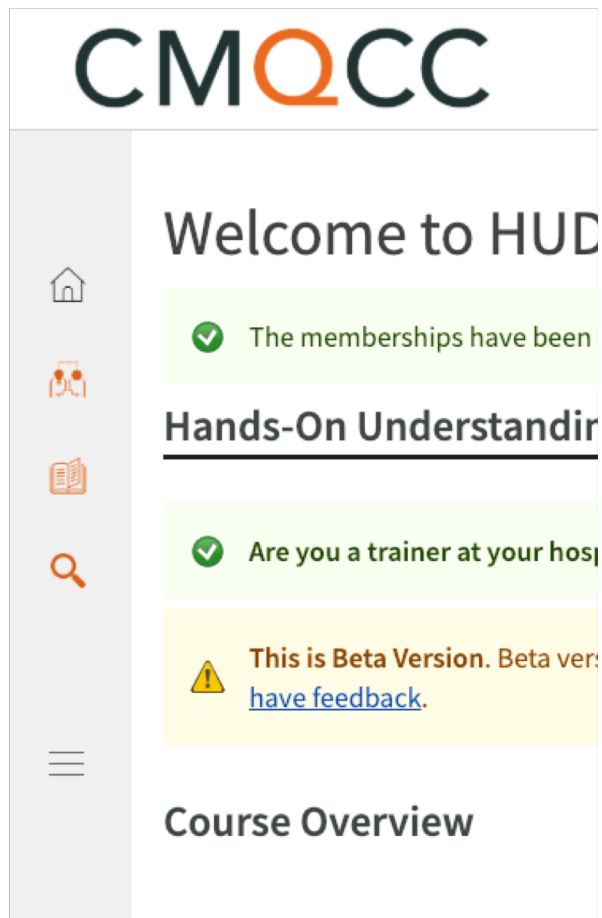 CMQCC
Welcome to HUD
The memberships have been
Hands-On Understandin
Are you a trainer at your hosp
This is Beta Version. Beta vers
have feedback.
Course Overview